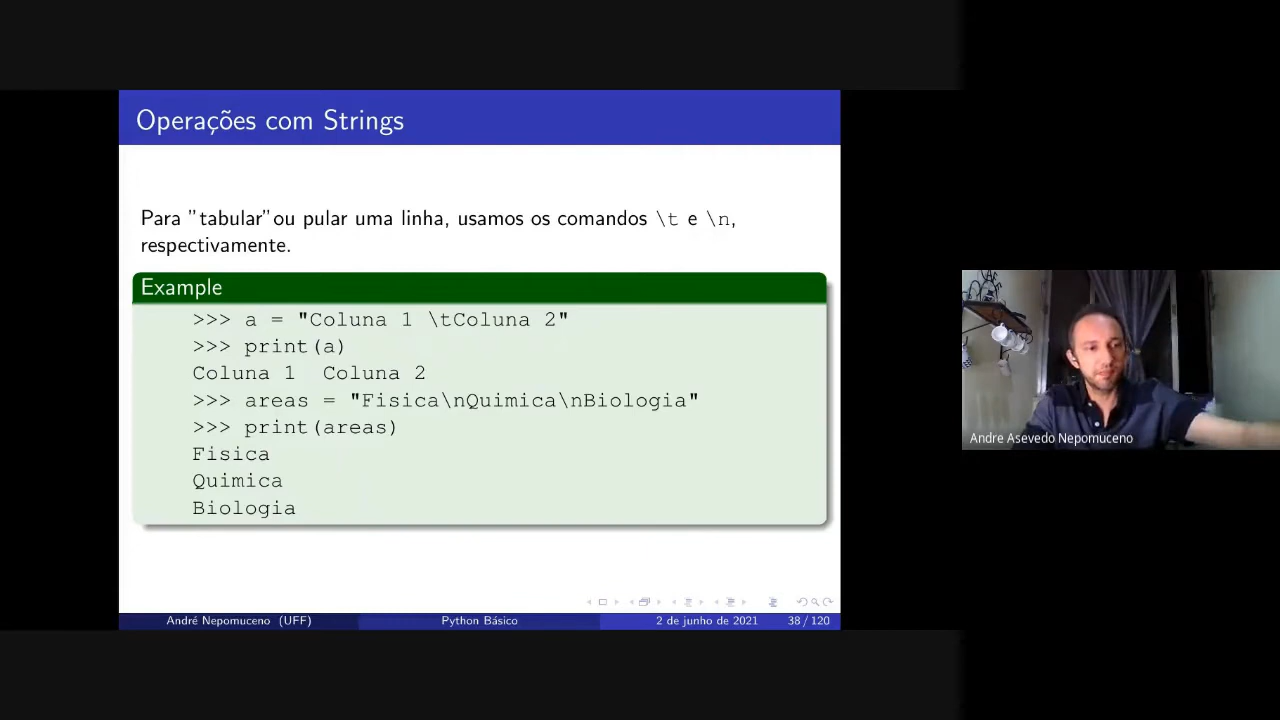 Operações com Strings
Para "tabular"ou pular uma linha, usamos os comandos \t e \n,
respectivamente.
Example
>>> a = "Coluna 1 \tColuna 2"
>>> print(a)
Coluna 1  Coluna 2
>>> areas = "Fisica\nQuimica\nBiologia"
>>> print(areas)
Fisica
Quimica
Biologia
André Nepomuceno (UFF) Python Básico 2 de junho de 2021 38 / 120
Andre Asevedo Nepomuceno